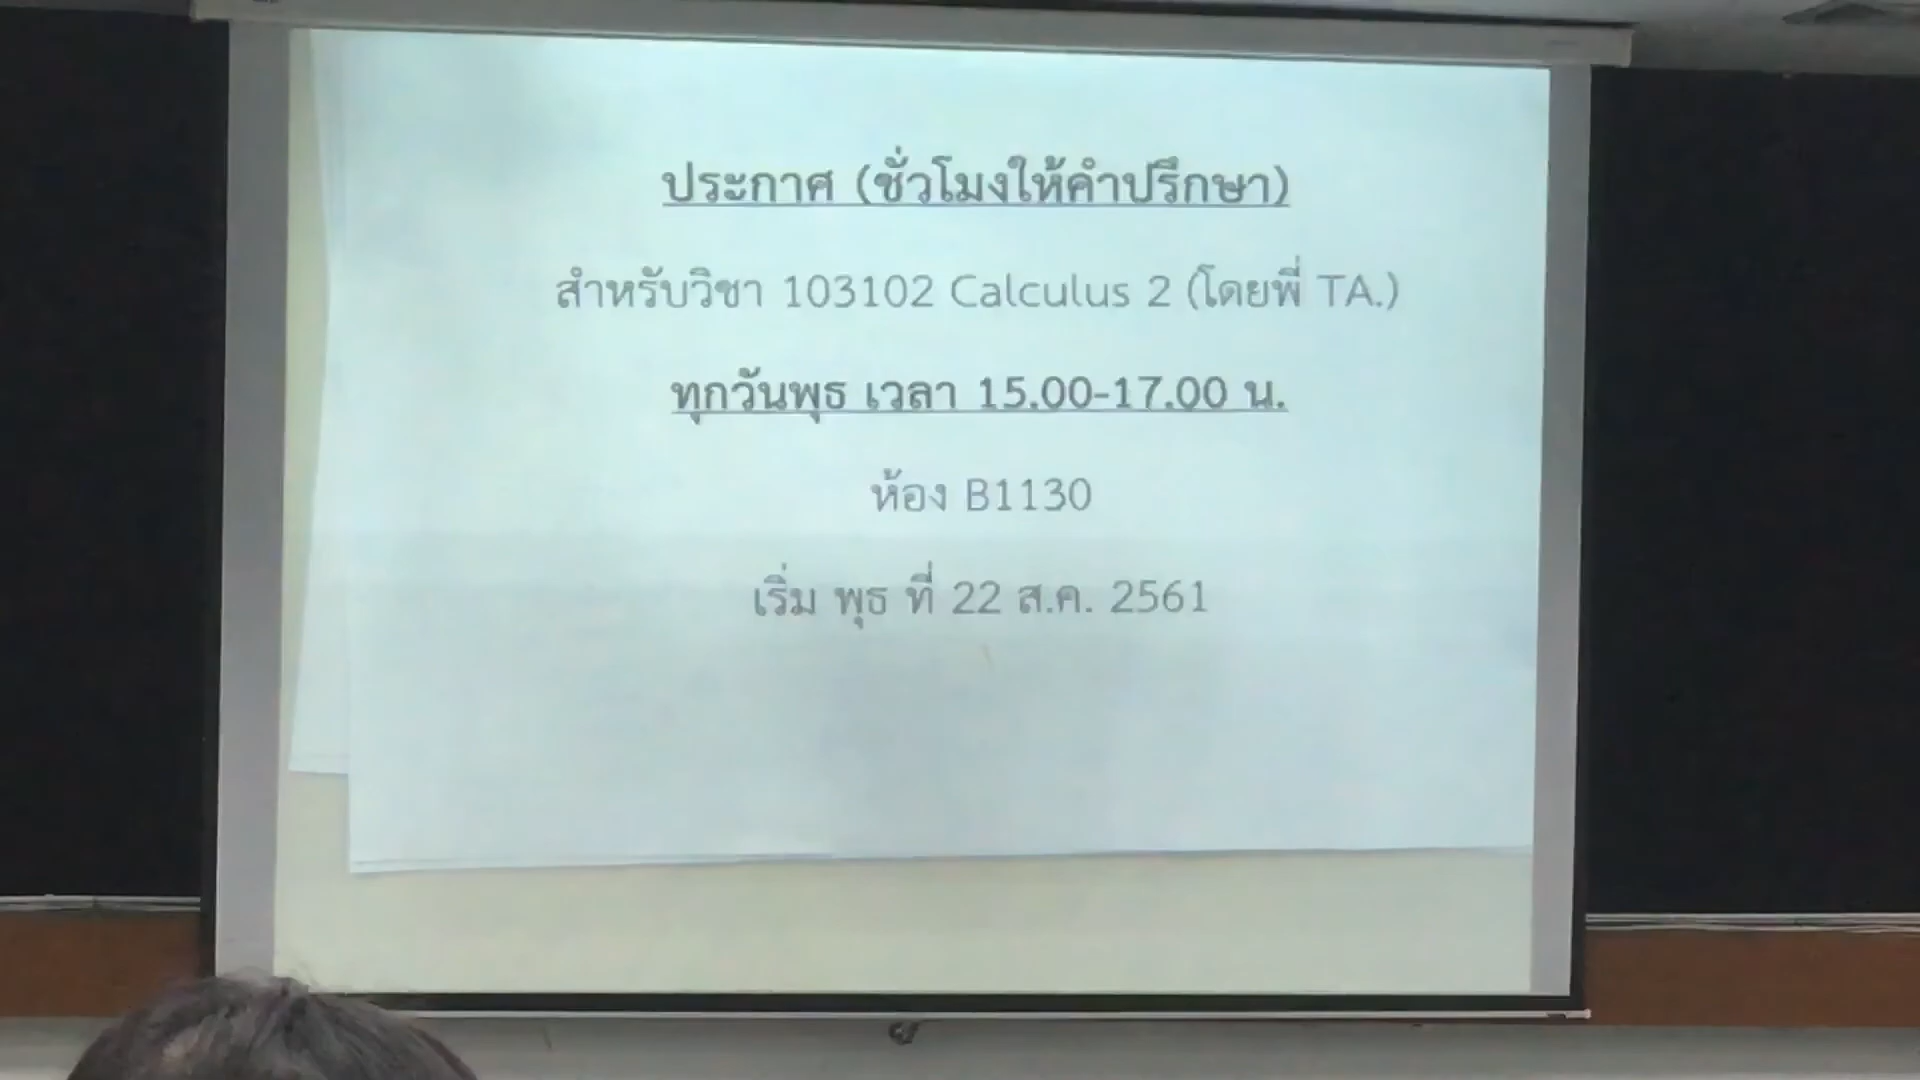 ประกาศ (ชั่วโมงให้คำปรึกษา)
สำหรับวิชา 103102 Calculus 2 (โดยพี่ TA.)
ทุกวันพุธ เวลา 15.00-17.00 น.
ห้อง B1130
เริ่ม พุธ ที่ 22 ส.ค. 2561